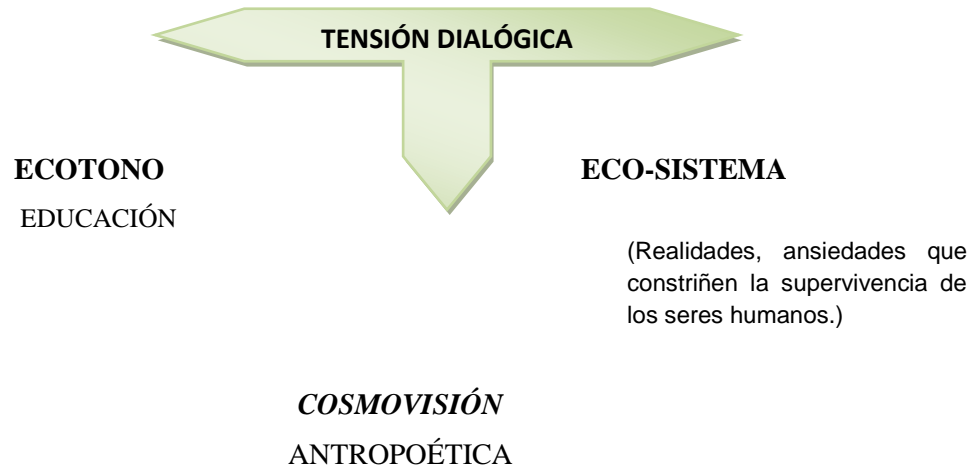 TENSIÓN DIALÓGICA
ECOTONO
EDUCACIÓN
ECO-SISTEMA
(Realidades, ansiedades que
constriñen la supervivencia de
los seres humanos.)
COSMOVISIÓN
ANTROPOÉTICA